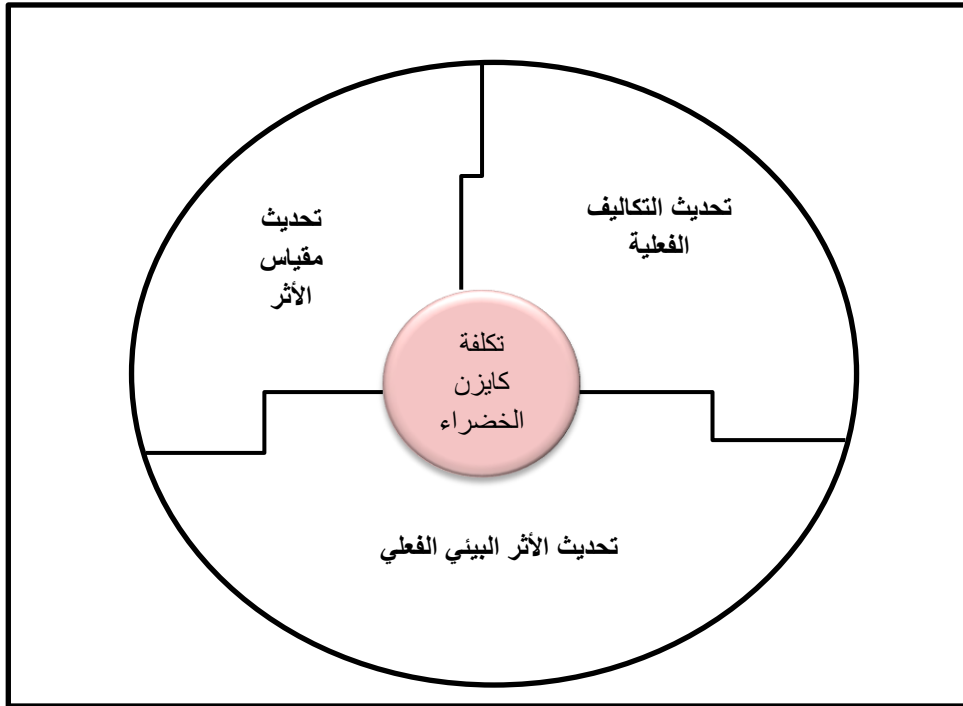 تحديث التكاليف
الفعلية
تحديث
مقياس
الأثر
تكلفة
كايزن
الخضراء
تحديث الأثر البيئي الفعلي